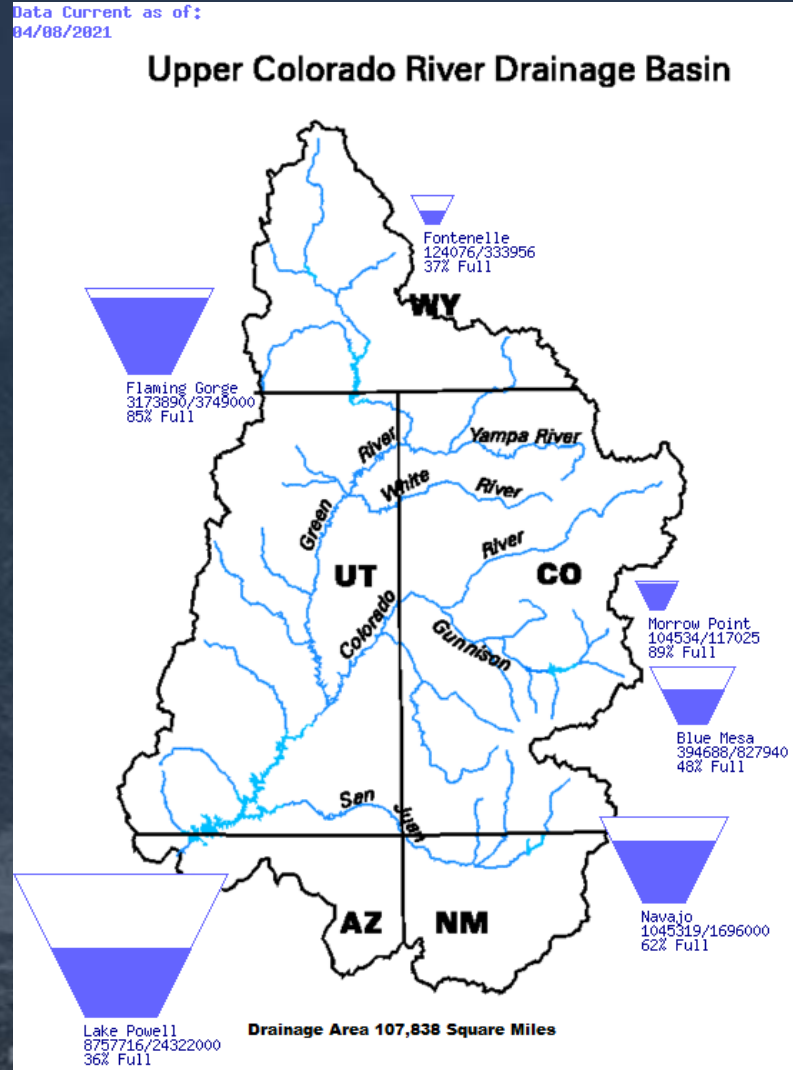 Data Current as of:
04/08/2021
Upper Colorado River Drainage Basin
Fontenelle
124076/333956
37% Full
WY
Flaming Gorge
3173890/3749000
85% Full
River
Yampa River
White
River
Green
River
UT
CO
Colorado
Gunnison
Morrow Point
104534/117025
89% Full
Blue Mesa
394688/827940
48% Full
San
Juan
AZ
NM
Navajo
1045319/1696000
62% Full
Lake Powell
8757716/24322000
36% Full
Drainage Area 107,838 Square Miles